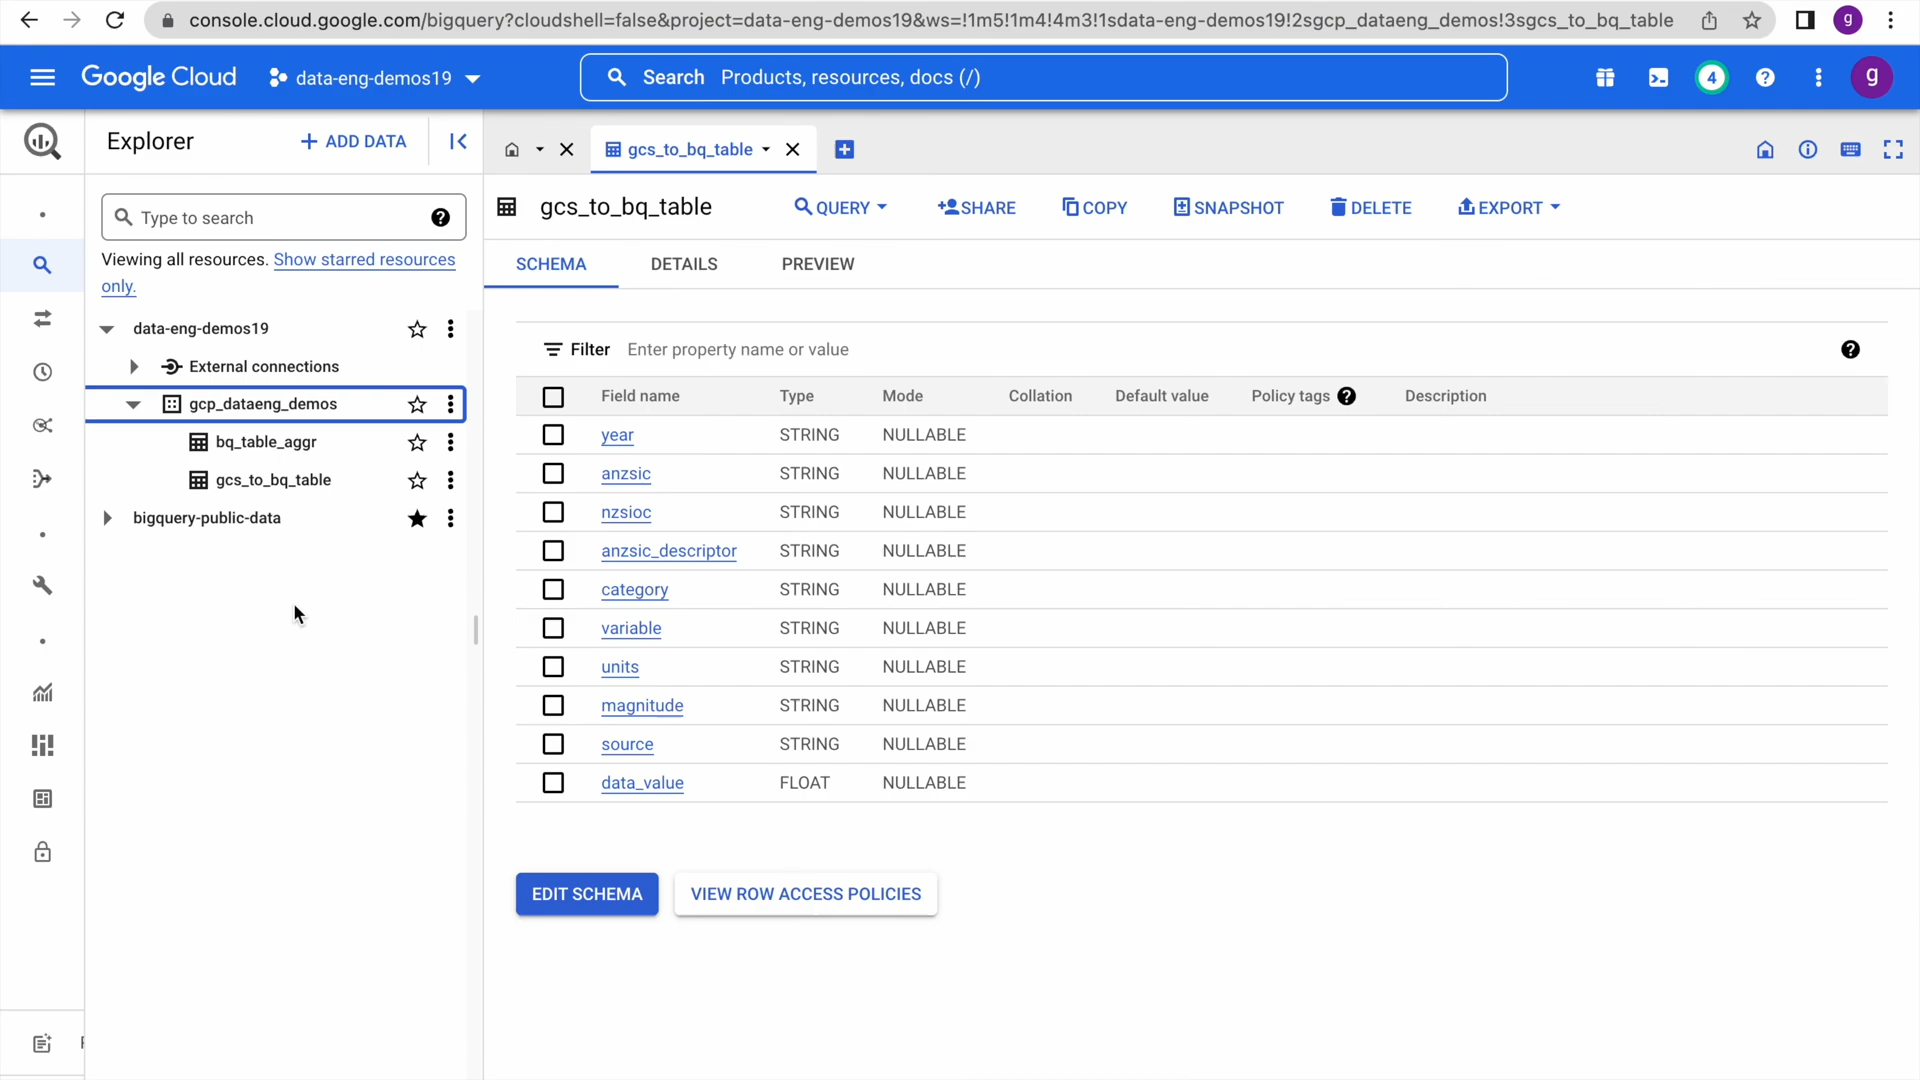 console.cloud.google.com/bigquery?cloudshell=false&project=data-eng-demos19&ws=!1m5!1m4!4m3!1sdata-eng-demos19!2sgcp_dataeng_demos!3sgcs_to_bq_table
g
Google Cloud
data-eng-demos19
Search Products, resources, docs (/)
4
?
g
Explorer
+ ADD DATA
gcs_to_bq_table
Type to search
?
Viewing all resources. Show starred resources
only.
data-eng-demos19
External connections
gcp_dataeng_demos
bq_table_aggr
gcs_to_bq_table
bigquery-public-data
gcs_to_bq_table
QUERY
SHARE
COPY
SNAPSHOT
DELETE
EXPORT
SCHEMA DETAILS PREVIEW
Filter Enter property name or value
?
Field name Type Mode Collation Default value Policy tags ? Description
year STRING NULLABLE
anzsic STRING NULLABLE
nzsioc STRING NULLABLE
anzsic_descriptor STRING NULLABLE
category STRING NULLABLE
variable STRING NULLABLE
units STRING NULLABLE
magnitude STRING NULLABLE
source STRING NULLABLE
data_value FLOAT NULLABLE
EDIT SCHEMA
VIEW ROW ACCESS POLICIES